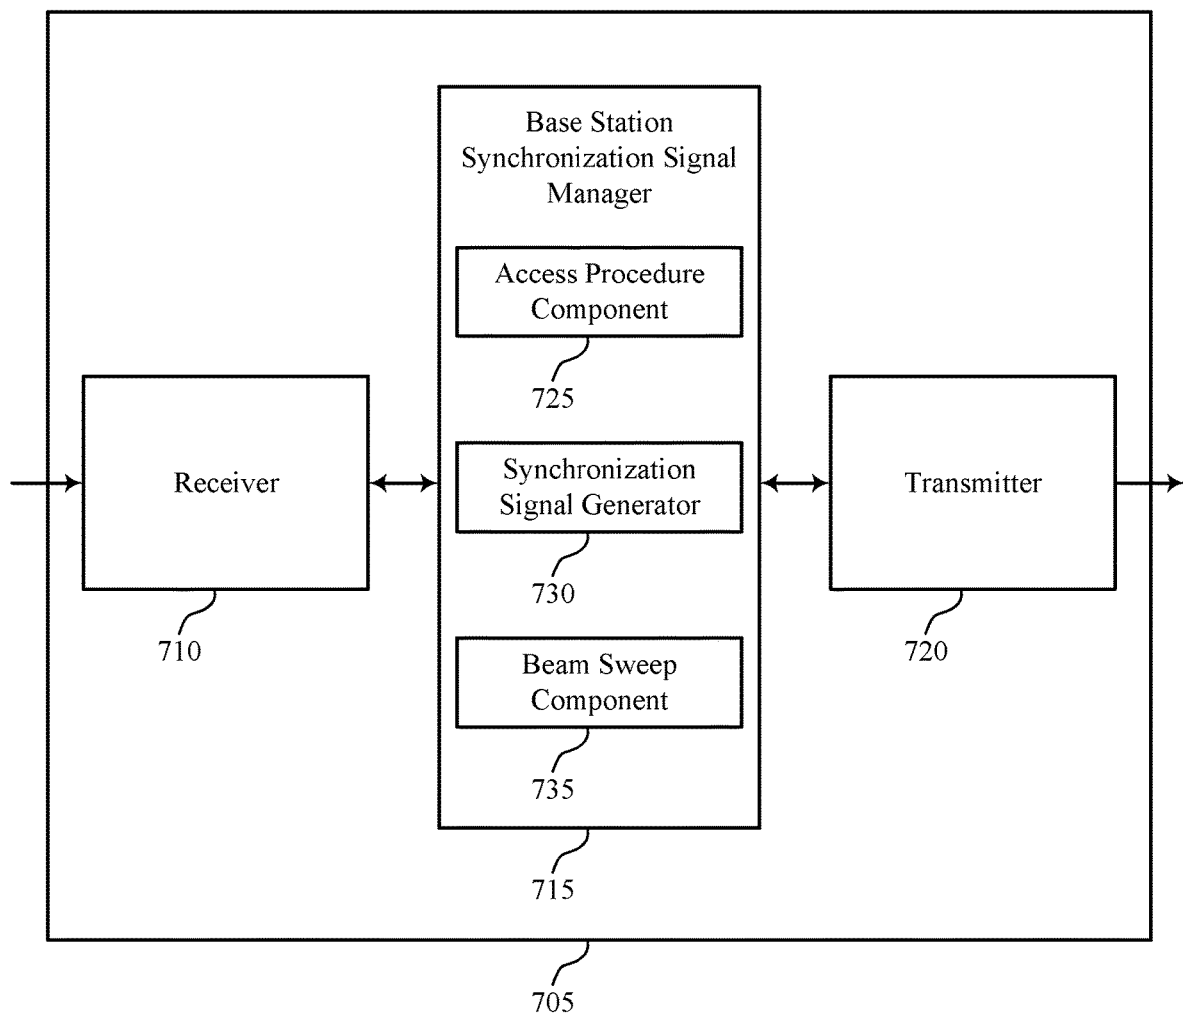 Base Station
Synchronization Signal
Manager
Access Procedure
Component
725
Receiver
Synchronization
Signal Generator
Transmitter
730
710
720
Beam Sweep
Component
735
715
705